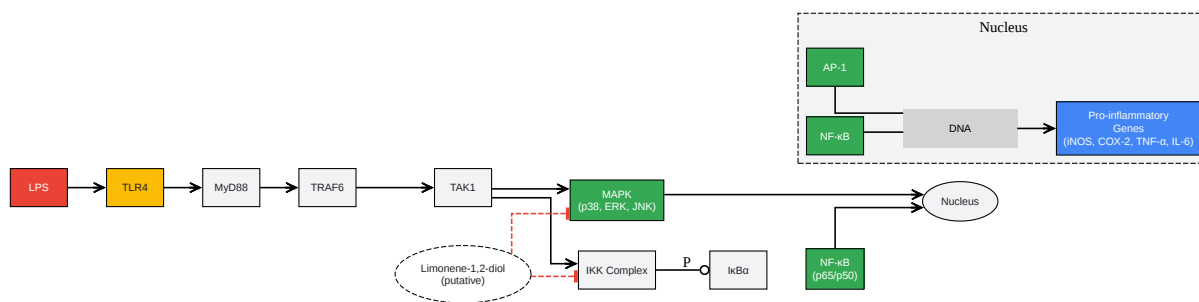 Nucleus
AP-1
NF-κB
DNA
Pro-inflammatory
Genes
(iNOS, COX-2, TNF-α, IL-6)
LPS
TLR4
MyD88
TRAF6
TAK1
MAPK
(p38, ERK, JNK)
Nucleus
Limonene-1,2-diol
(putative)
IKK Complex
P
IκBα
NF-κB
(p65/p50)